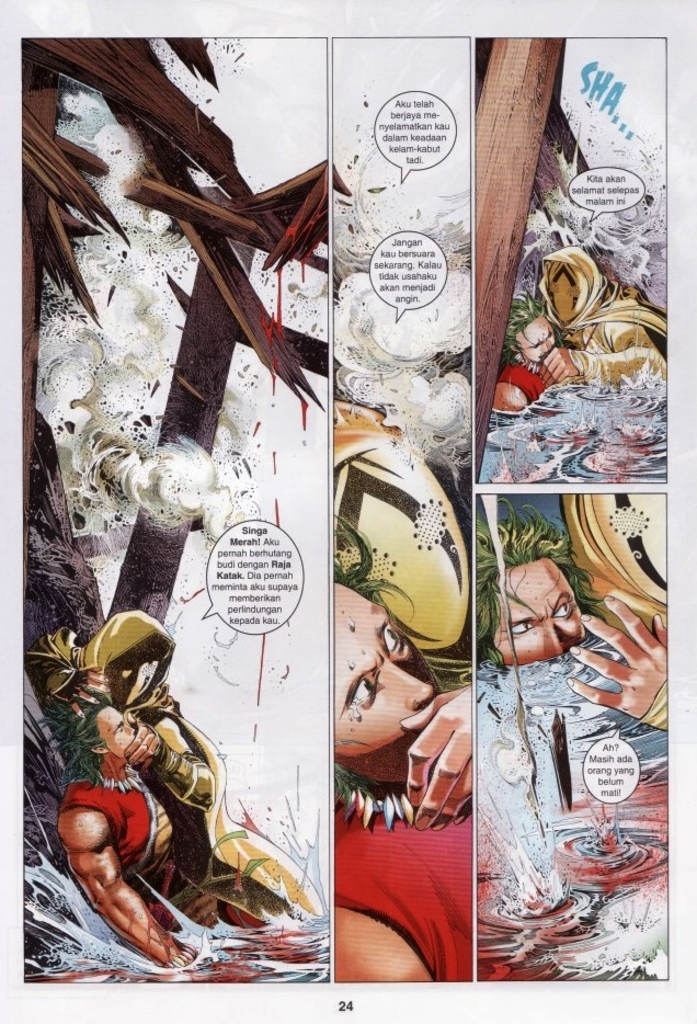 Singa
Merah! Aku
pernah berhutang
budi dengan Raja
Katak. Dia pernah
meminta aku supaya
memberikan
perlindungan
kepada kau.
Aku telah
berjaya me-
nyelamatkan kau
dalam keadaan
kelam-kabut
tadi.
Jangan
kau bersuara
sekarang. Kalau
tidak usahaku
akan menjadi
angin.
SHA...
Kita akan
selamat selepas
malam ini
Ah?
Masih ada
orang yang
belum
mati!
24